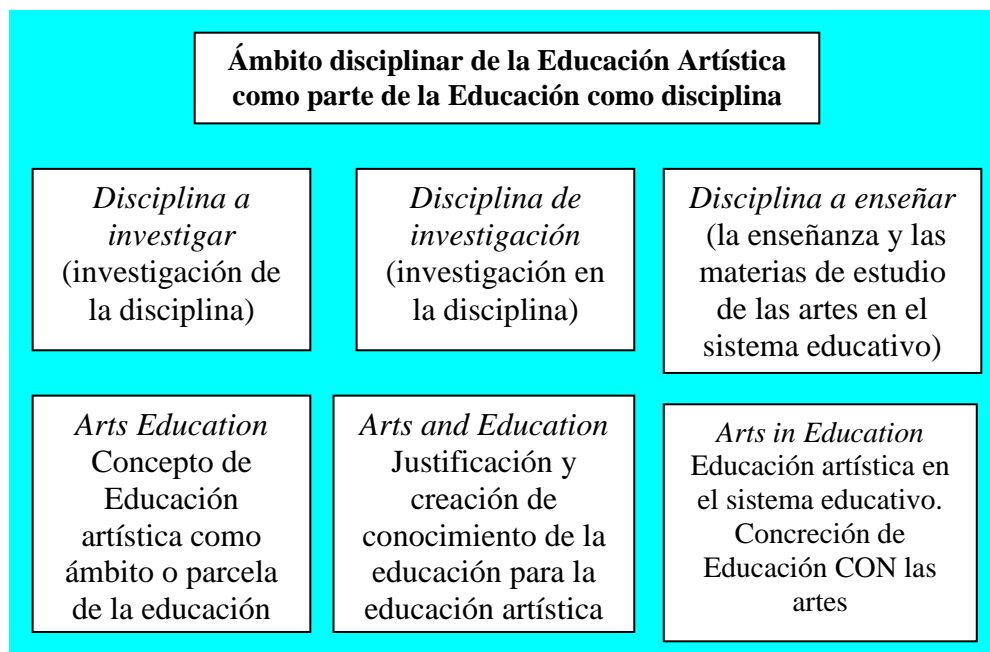 Ámbito disciplinar de la Educación Artística
como parte de la Educación como disciplina
Disciplina a
investigar
(investigación de
la disciplina)
Disciplina de
investigación
(investigación en
la disciplina)
Disciplina a enseñar
(la enseñanza y las
materias de estudio
de las artes en el
sistema educativo)
Arts Education
Concepto de
Educación
artística como
ámbito o parcela
de la educación
Arts and Education
Justificación y
creación de
conocimiento de la
educación para la
educación artística
Arts in Education
Educación artística en
el sistema educativo.
Concreción de
Educación CON las
artes